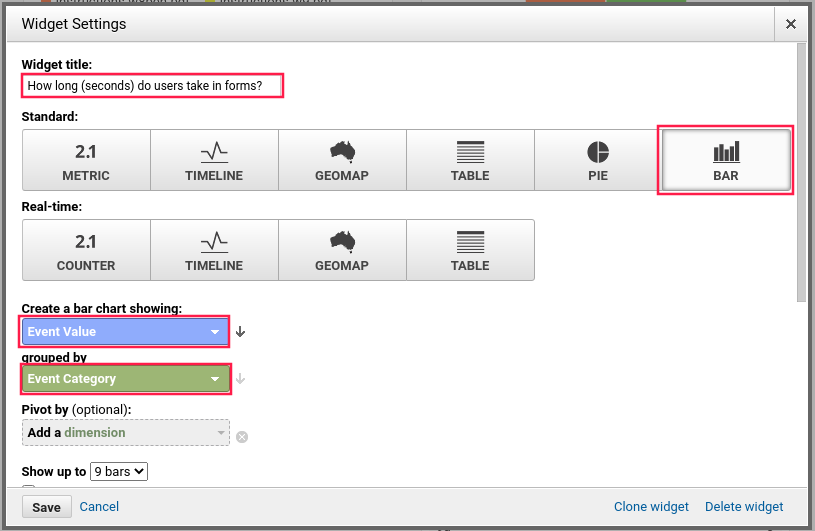 Widget Settings
Widget title:
How long (seconds) do users take in forms?
Standard:
2.1
METRIC
TIMELINE
GEOMAP
TABLE
PIE
BAR
Real-time:
2.1
COUNTER
TIMELINE
GEOMAP
TABLE
Create a bar chart showing:
Event Value
grouped by
Event Category
Pivot by (optional):
Add a dimension
Show up to 9 bars
Save Cancel Clone widget Delete widget